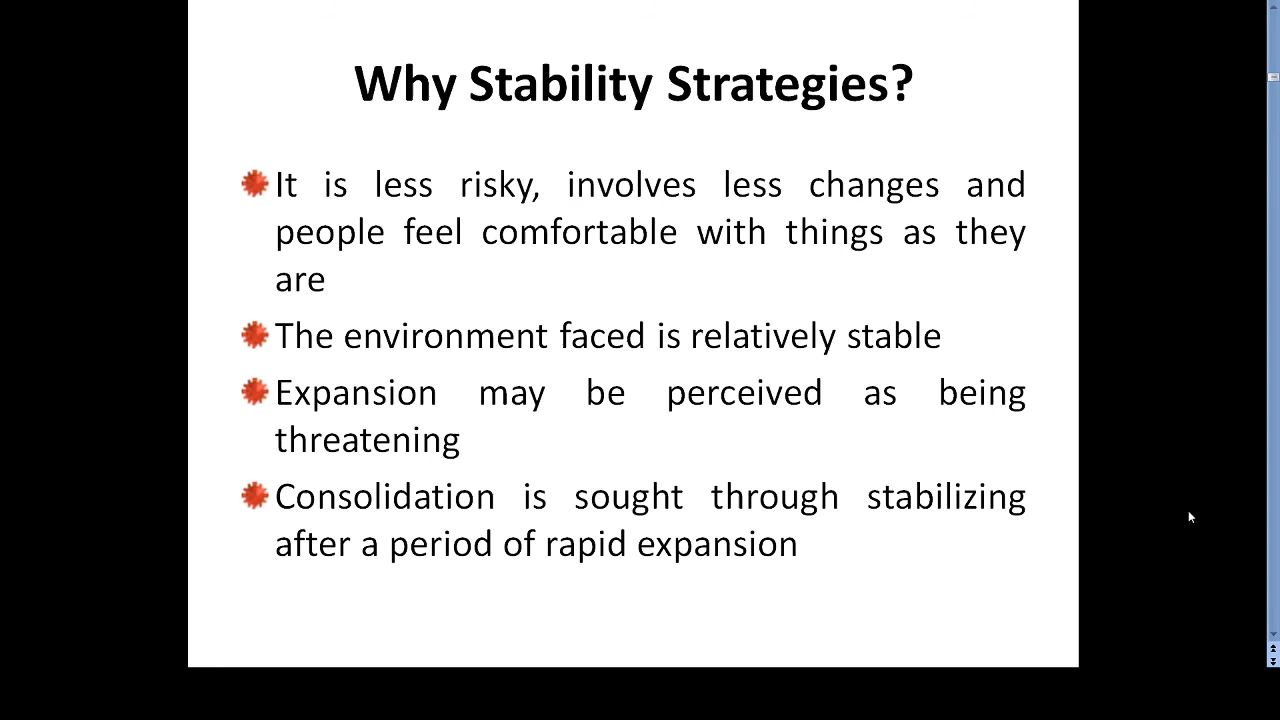 Why Stability Strategies?
It is less risky, involves less changes and
people feel comfortable with things as they
are
The environment faced is relatively stable
Expansion may be perceived as being
threatening
Consolidation is sought through stabilizing
after a period of rapid expansion